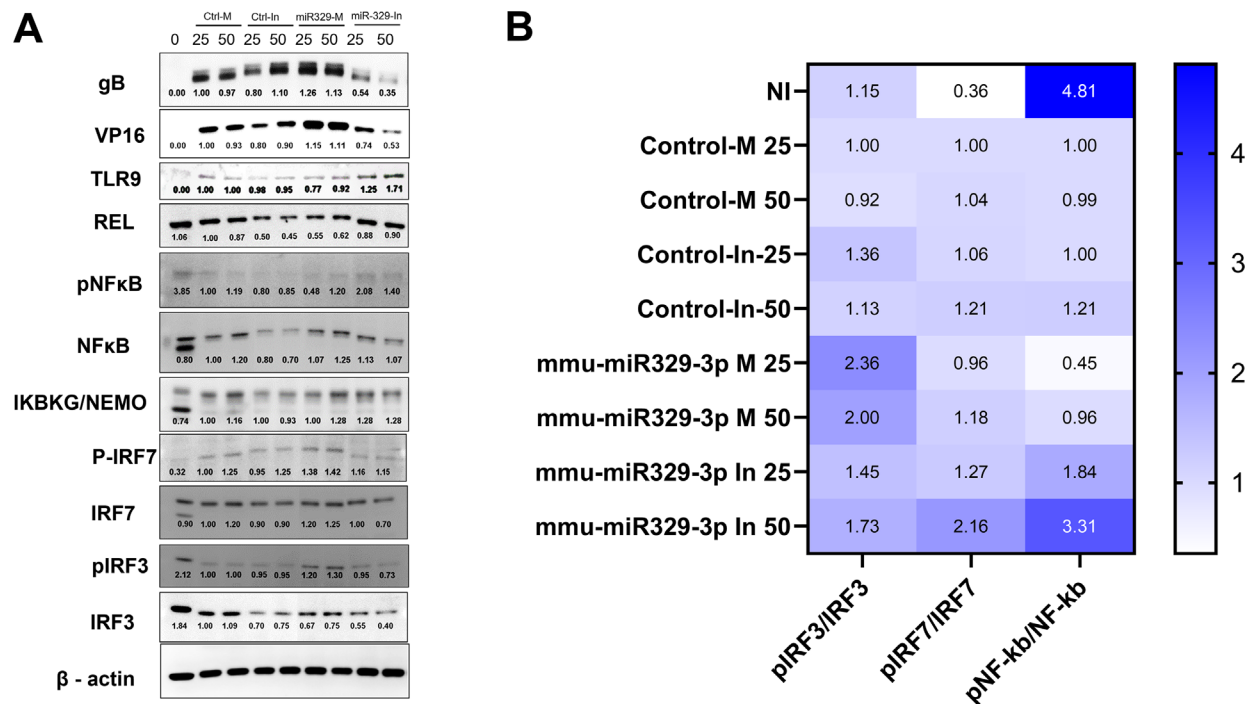 A
Ctrl-M Ctrl-In miR329-M miR-329-In
0 25 50 25 50 25 50 25 50
gB
0.00 1.00 0.97 0.80 1.10 1.26 1.13 0.54 0.35
VP16
0.00 1.00 0.93 0.80 0.90 1.15 1.11 0.74 0.53
TLR9
0.00 1.00 1.00 0.98 0.95 0.77 0.92 1.25 1.71
REL
1.06 1.00 0.87 0.50 0.45 0.55 0.62 0.88 0.90
pNFκB
3.85 1.00 1.19 0.80 0.85 0.48 1.20 2.08 1.40
NFκB
0.80 1.00 1.20 0.80 0.70 1.07 1.25 1.13 1.07
IKBKG/NEMO
0.74 1.00 1.16 1.00 0.93 1.00 1.28 1.28 1.28
P-IRF7
0.32 1.00 1.25 0.95 1.25 1.38 1.42 1.16 1.15
IRF7
0.90 1.00 1.20 0.90 0.90 1.20 1.25 1.00 0.70
pIRF3
2.12 1.00 1.00 0.95 0.95 1.20 1.30 0.95 0.73
IRF3
1.84 1.00 1.09 0.70 0.75 0.67 0.75 0.55 0.40
β - actin
B
NI 1.15 0.36 4.81
Control-M 25 1.00 1.00 1.00
Control-M 50 0.92 1.04 0.99
Control-In-25 1.36 1.06 1.00
Control-In-50 1.13 1.21 1.21
mmu-miR329-3p M 25 2.36 0.96 0.45
mmu-miR329-3p M 50 2.00 1.18 0.96
mmu-miR329-3p In 25 1.45 1.27 1.84
mmu-miR329-3p In 50 1.73 2.16 3.31
pIRF3/IRF3
pIRF7/IRF7
pNF-kb/NF-kb
4
3
2
1